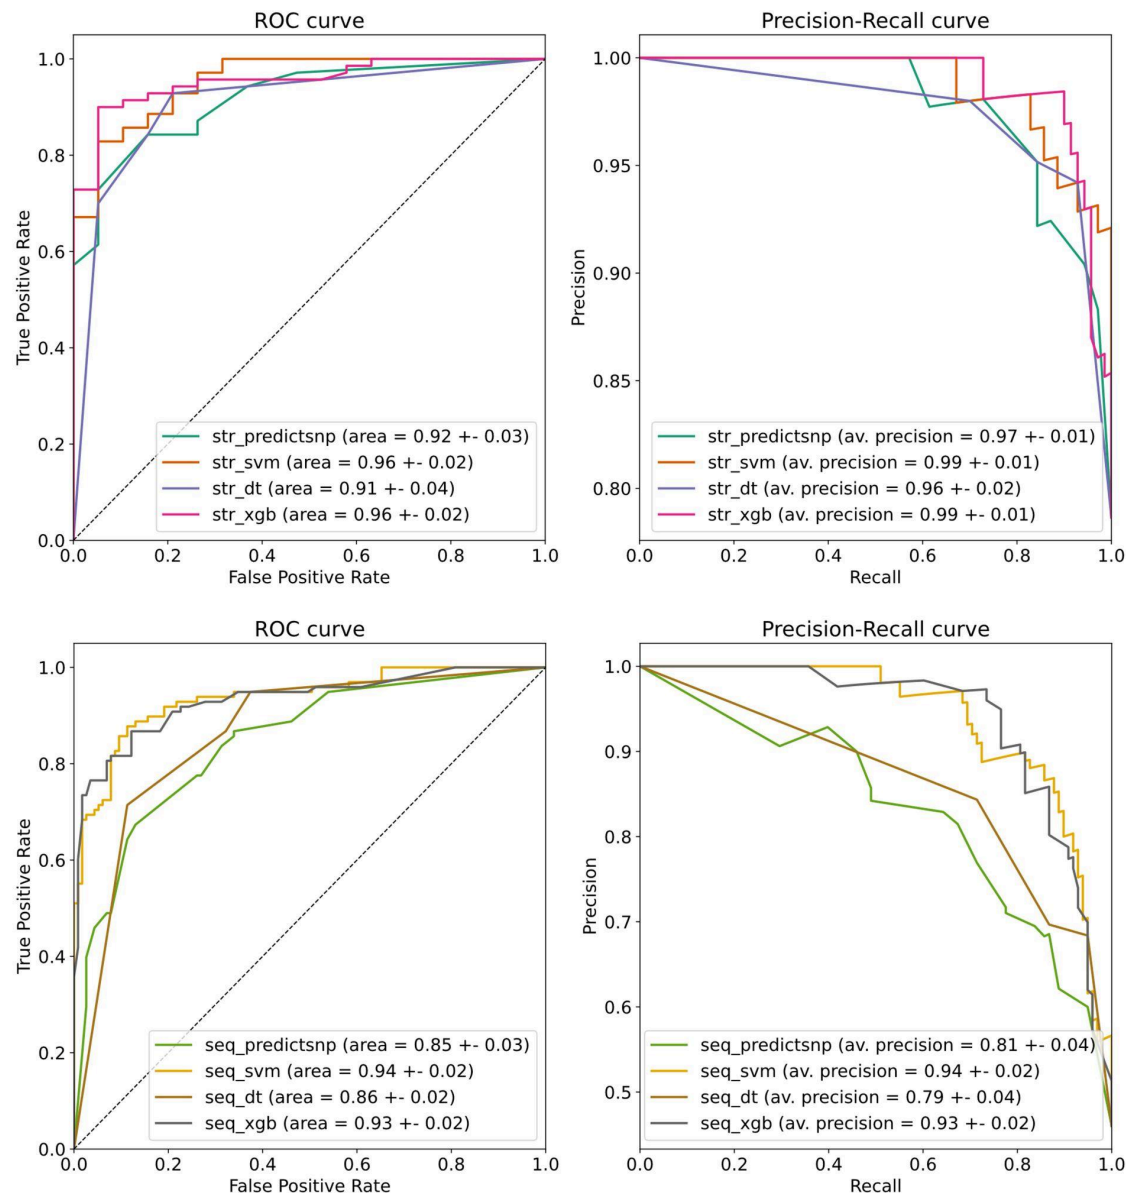 ROC curve
1.0
0.8
0.6
0.4
0.2
0.0
True Positive Rate
str_predictsnp (area = 0.92 +- 0.03)
str_svm (area = 0.96 +- 0.02)
str_dt (area = 0.91 +- 0.04)
str_xgb (area = 0.96 +- 0.02)
0.0 0.2 0.4 0.6 0.8 1.0
False Positive Rate
Precision-Recall curve
1.00
0.95
0.90
0.85
0.80
Precision
str_predictsnp (av. precision = 0.97 +- 0.01)
str_svm (av. precision = 0.99 +- 0.01)
str_dt (av. precision = 0.96 +- 0.02)
str_xgb (av. precision = 0.99 +- 0.01)
0.0 0.2 0.4 0.6 0.8 1.0
Recall
ROC curve
1.0
0.8
0.6
0.4
0.2
0.0
True Positive Rate
seq_predictsnp (area = 0.85 +- 0.03)
seq_svm (area = 0.94 +- 0.02)
seq_dt (area = 0.86 +- 0.02)
seq_xgb (area = 0.93 +- 0.02)
0.0 0.2 0.4 0.6 0.8 1.0
False Positive Rate
Precision-Recall curve
1.0
0.9
0.8
0.7
0.6
0.5
Precision
seq_predictsnp (av. precision = 0.81 +- 0.04)
seq_svm (av. precision = 0.94 +- 0.02)
seq_dt (av. precision = 0.79 +- 0.04)
seq_xgb (av. precision = 0.93 +- 0.02)
0.0 0.2 0.4 0.6 0.8 1.0
Recall